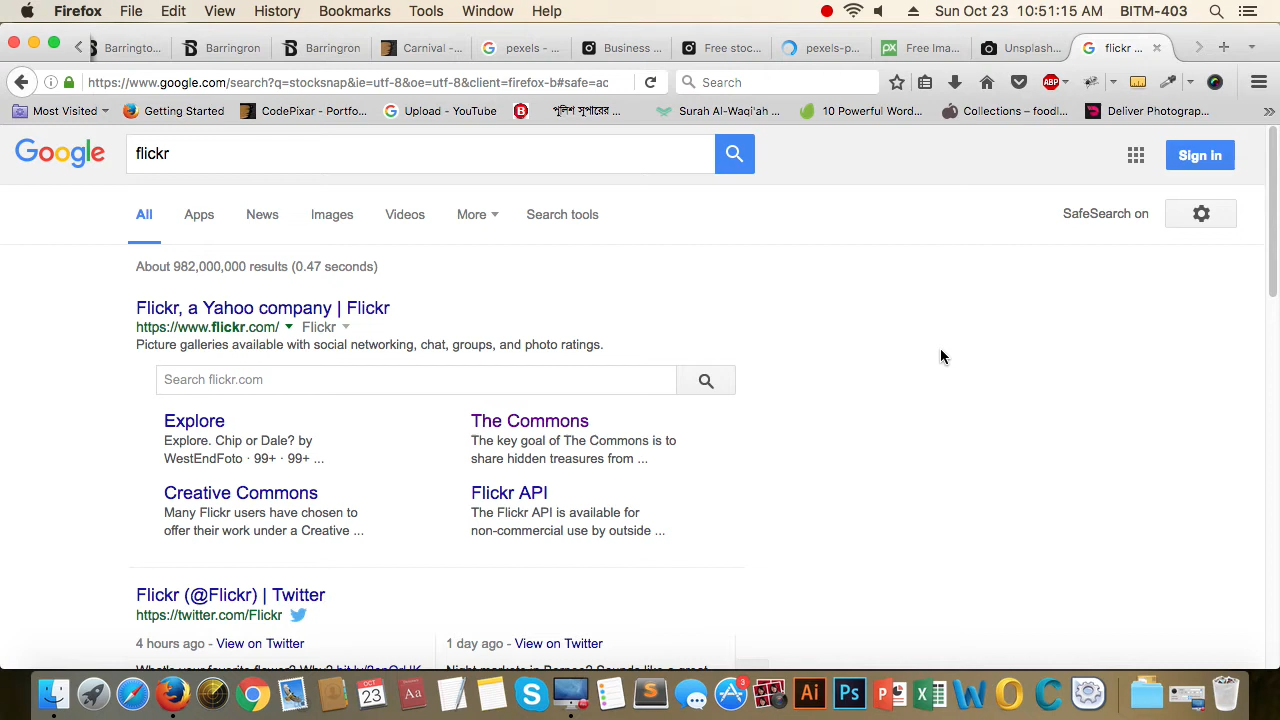 Firefox File Edit View History Bookmarks Tools Window Help Sun Oct 23 10:51:15 AM BITM-403
Barringto... Barringron Barringron Carnival -... pexels - ... Business ... Free stoc... pexels-p... Free Ima... Unsplash... flickr ...
https://www.google.com/search?q=stocksnap&ie=utf-8&oe=utf-8&client=firefox-b#safe=ac Search ABP
Most Visited Getting Started CodePixar - Portfo... Upload - YouTube B পুলিশ সুপারের ... Surah Al-Waqi'ah ... 10 Powerful Word... Collections – foodl... Deliver Photograp...
Google flickr Sign in
All Apps News Images Videos More Search tools SafeSearch on
About 982,000,000 results (0.47 seconds)
Flickr, a Yahoo company | Flickr
https://www.flickr.com/ Flickr
Picture galleries available with social networking, chat, groups, and photo ratings.
Search flickr.com
Explore
Explore. Chip or Dale? by
WestEndFoto · 99+ · 99+ ...
The Commons
The key goal of The Commons is to
share hidden treasures from ...
Creative Commons
Many Flickr users have chosen to
offer their work under a Creative ...
Flickr API
The Flickr API is available for
non-commercial use by outside ...
Flickr (@Flickr) | Twitter
https://twitter.com/Flickr
4 hours ago - View on Twitter
1 day ago - View on Twitter
OCT
23
Aa
S
3
Ai
Ps